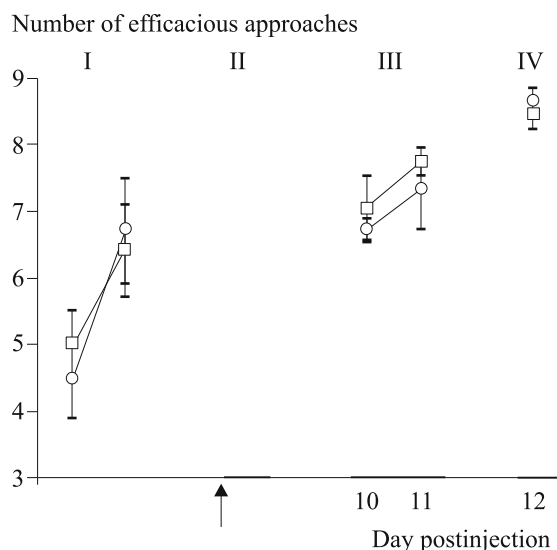 Number of efficacious approaches
I II III IV
9
8
7
6
5
4
3
10 11 12
Day postinjection